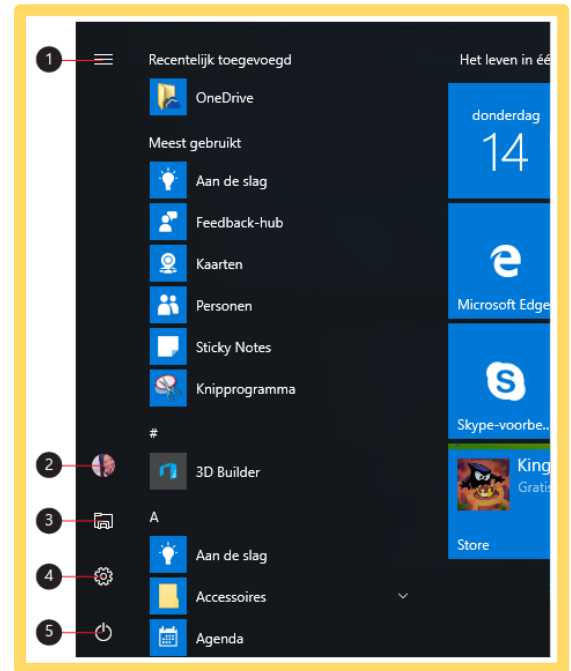 1
Recentelijk toegevoegd
OneDrive
Meest gebruikt
Aan de slag
Feedback-hub
Kaarten
Personen
Sticky Notes
Knipprogramma
#
2
3D Builder
3
A
Aan de slag
4
Accessoires
5
Agenda
Het leven in éé
donderdag
14
Microsoft Edge
Skype-voorbe...
King
Gratis
Store